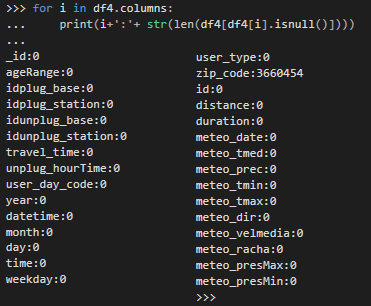 >>> for i in df4.columns:
...     print(i+':'+ str(len(df4[df4[i].isnull()])))
...
_id:0
ageRange:0
idplug_base:0
idplug_station:0
idunplug_base:0
idunplug_station:0
travel_time:0
unplug_hourTime:0
user_day_code:0
year:0
datetime:0
month:0
day:0
time:0
weekday:0
user_type:0
zip_code:3660454
id:0
distance:0
duration:0
meteo_date:0
meteo_tmed:0
meteo_prec:0
meteo_tmin:0
meteo_tmax:0
meteo_dir:0
meteo_velmedia:0
meteo_racha:0
meteo_presMax:0
meteo_presMin:0
>>>